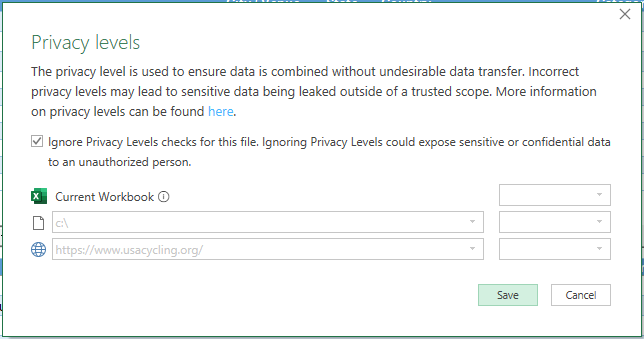 Privacy levels
The privacy level is used to ensure data is combined without undesirable data transfer. Incorrect
privacy levels may lead to sensitive data being leaked outside of a trusted scope. More information
on privacy levels can be found here.
Ignore Privacy Levels checks for this file. Ignoring Privacy Levels could expose sensitive or confidential data
to an unauthorized person.
Current Workbook
c:\
https://www.usacycling.org/
Save Cancel